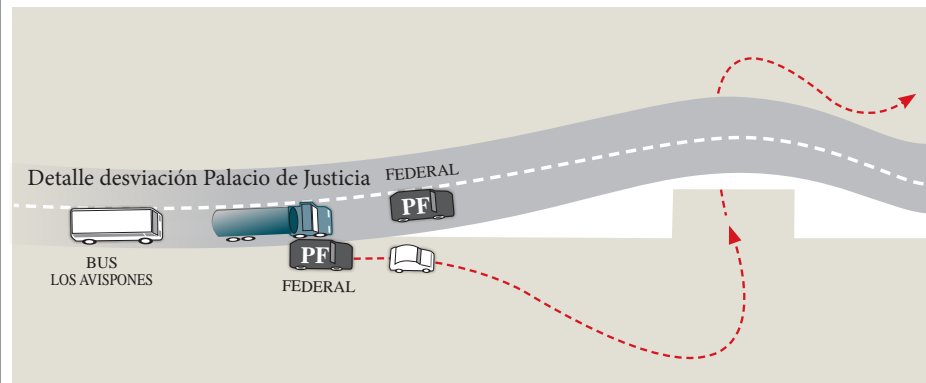 Detalle desviación Palacio de Justicia
FEDERAL
PF
BUS
LOS AVISPONES
PF
FEDERAL